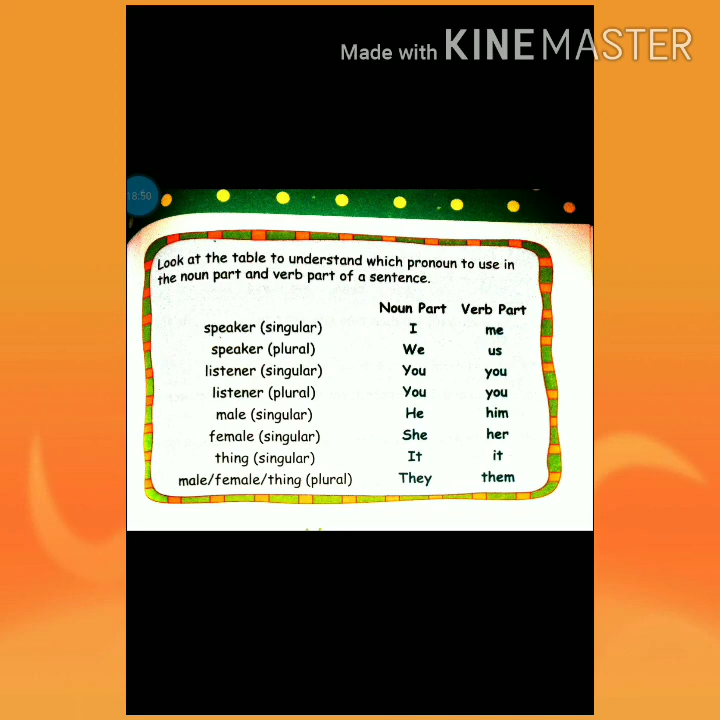 Made with KINEMASTER
18:50
Look at the table to understand which pronoun to use in
the noun part and verb part of a sentence.
Noun Part Verb Part
speaker (singular) I me
speaker (plural) We us
listener (singular) You you
listener (plural) You you
male (singular) He him
female (singular) She her
thing (singular) It it
male/female/thing (plural) They them